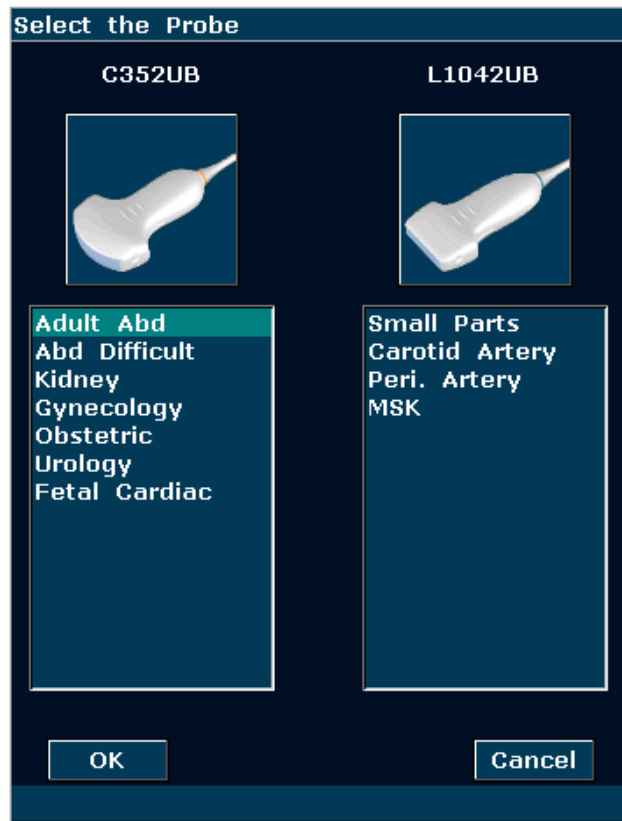 Select the Probe
C352UB
L1042UB
Adult Abd
Abd Difficult
Kidney
Gynecology
Obstetric
Urology
Fetal Cardiac
Small Parts
Carotid Artery
Peri. Artery
MSK
OK
Cancel